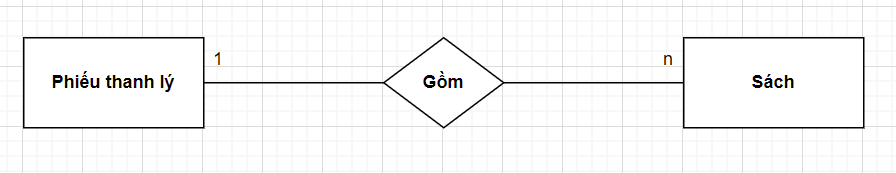 Phiếu thanh lý
1
Gồm
n
Sách